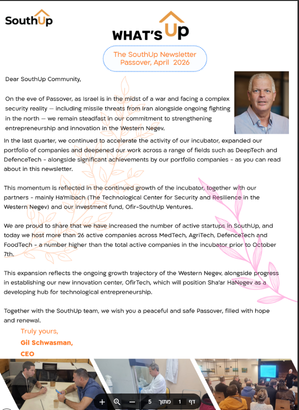 SouthUp
WHAT'S Up
The SouthUp Newsletter
Passover, April 2026
Dear SouthUp Community,
On the eve of Passover, as Israel is in the midst of a war and facing a complex
security reality – including missile threats from Iran alongside ongoing fighting
in the north – we remain steadfast in our commitment to strengthening
entrepreneurship and innovation in the Western Negev.
In the last quarter, we continued to accelerate the activity of our incubator, expanded our
portfolio of companies and deepened our work across a range of fields such as DeepTech and
DefenceTech - alongside significant achievements by our portfolio companies - as you can read
about in this newsletter.
This momentum is reflected in the continued growth of the incubator, together with our
partners - mainly HaMibach (The Technological Center for Security and Resilience in the
Western Negev) and our investment fund, Ofir-SouthUp Ventures.
We are proud to share that we have increased the number of active startups in SouthUp, and
today we host more than 26 active companies across MedTech, AgriTech, DefenceTech and
FoodTech - a number higher than the total active companies in the incubator prior to October
7th.
This expansion reflects the ongoing growth trajectory of the Western Negev, alongside progress
in establishing our new innovation center, OfirTech, which will position Sha'ar HaNegev as a
developing hub for technological entrepreneurship.
Together with the SouthUp team, we wish you a peaceful and safe Passover, filled with hope
and renewal.
Truly yours,
Gil Schwasman,
CEO
דף 1 מתוך 5